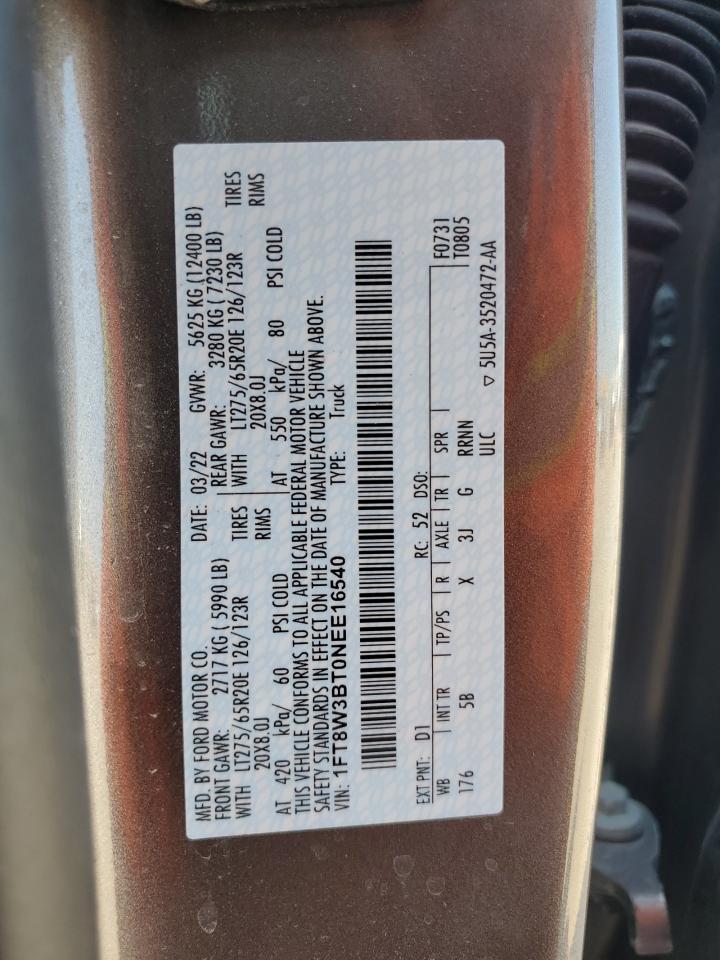 MFD. BY FORD MOTOR CO. DATE: 03/22 GVWR: 5625 KG (12400 LB)
FRONT GAWR: 2717 KG ( 5990 LB) REAR GAWR: 3280 KG ( 7230 LB)
WITH LT275/65R20E 126/123R TIRES WITH LT275/65R20E 126/123R TIRES
20X8.0J RIMS 20X8.0J RIMS
AT 420 kPa/ 60 PSI COLD AT 550 kPa/ 80 PSI COLD
THIS VEHICLE CONFORMS TO ALL APPLICABLE FEDERAL MOTOR VEHICLE
SAFETY STANDARDS IN EFFECT ON THE DATE OF MANUFACTURE SHOWN ABOVE.
VIN: 1FT8W3BT0NEE16540 TYPE: Truck
EXT PNT: D1 RC: 52 DSO: F0731
WB INT TR TP/PS R AXLE TR SPR T0805
176 5B X 3J G RRNN
ULC ▽ 5U5A-3520472-AA